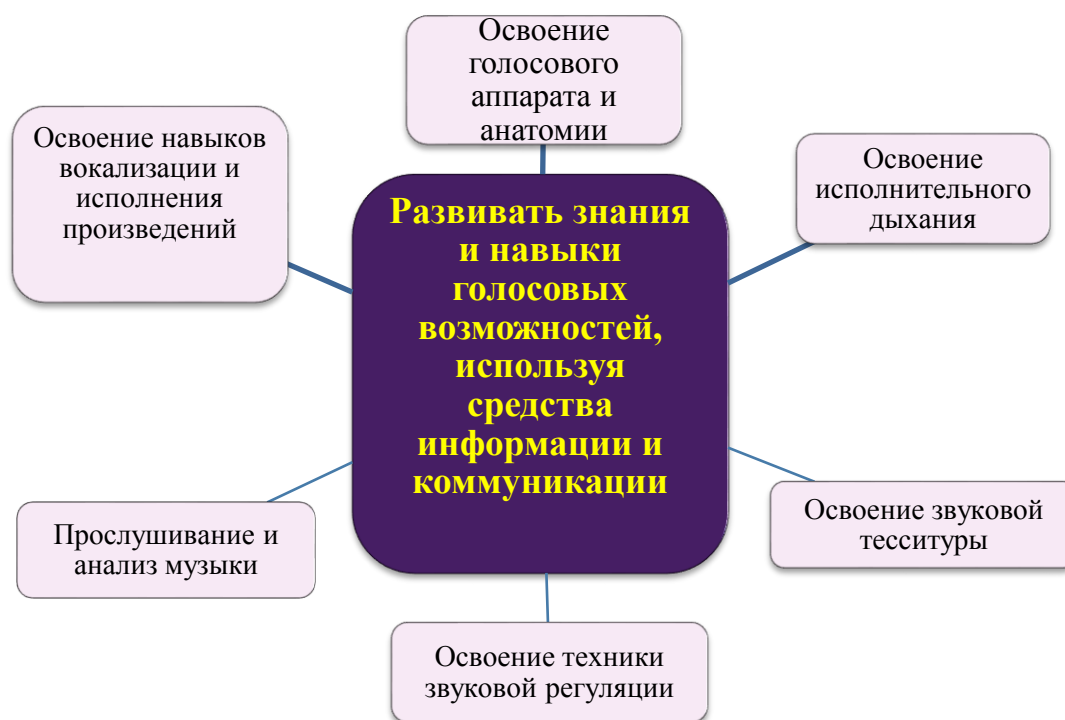 Освоение
голосового
аппарата и
анатомии
Освоение навыков
вокализации и
исполнения
произведений
Освоение
исполнительного
дыхания
Развивать знания
и навыки
голосовых
возможностей,
используя
средства
информации и
коммуникации
Прослушивание и
анализ музыки
Освоение звуковой
тесситуры
Освоение техники
звуковой регуляции